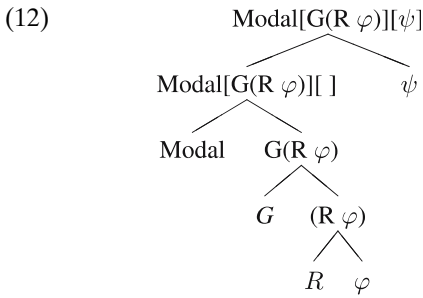 (12) Modal[G(R φ)][ψ]
Modal[G(R φ)][ ] ψ
Modal G(R φ)
G (R φ)
R φ